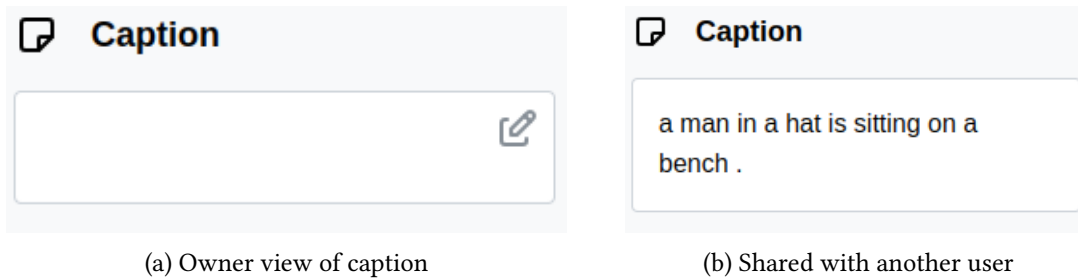 Caption
(a) Owner view of caption
Caption
a man in a hat is sitting on a
bench .
(b) Shared with another user